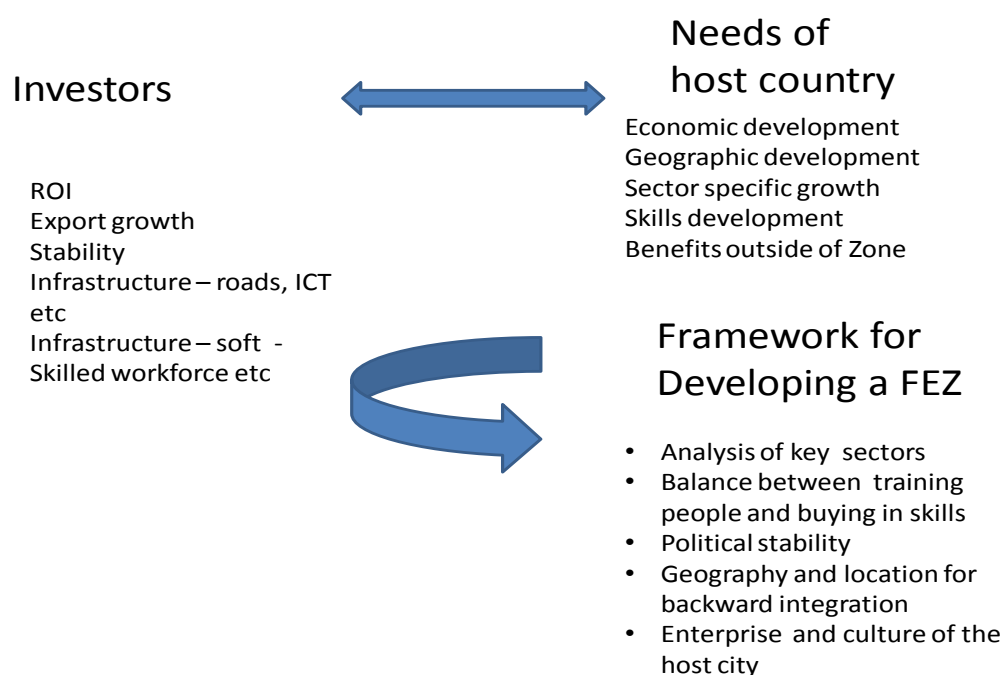 Investors
ROI
Export growth
Stability
Infrastructure – roads, ICT
etc
Infrastructure – soft -
Skilled workforce etc
Needs of
host country
Economic development
Geographic development
Sector specific growth
Skills development
Benefits outside of Zone
Framework for
Developing a FEZ
• Analysis of key sectors
• Balance between training
people and buying in skills
• Political stability
• Geography and location for
backward integration
• Enterprise and culture of the
host city